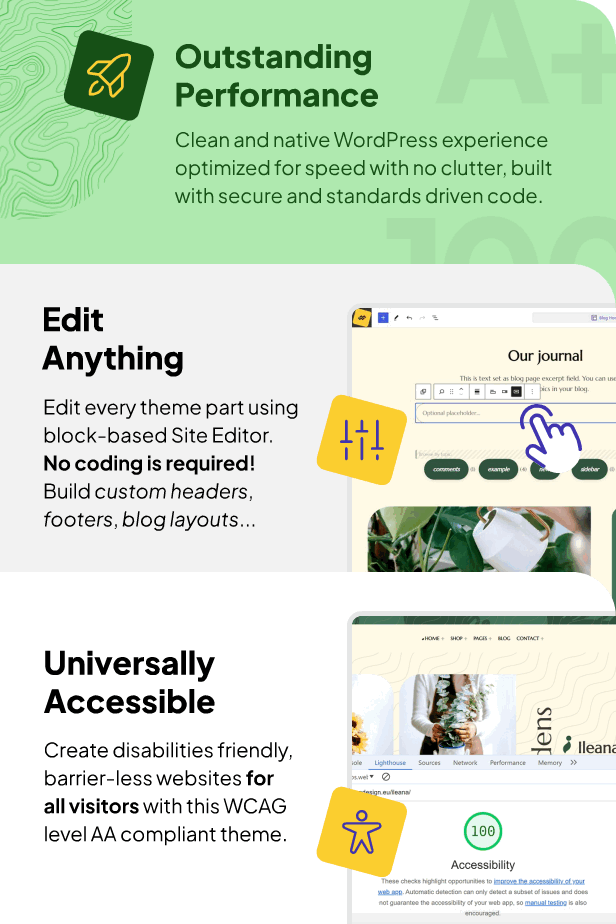 A+
Outstanding
Performance
Clean and native WordPress experience
optimized for speed with no clutter, built
with secure and standards driven code.
100
Edit
Anything
Edit every theme part using
block-based Site Editor.
No coding is required!
Build custom headers,
footers, blog layouts...
Our journal
This is text set as blog page excerpt field. You can use
pics in your blog.
Optional placeholder...
comments
example
sidebar
Universally
Accessible
Create disabilities friendly,
barrier-less websites for
all visitors with this WCAG
level AA compliant theme.
HOME SHOP PAGES BLOG CONTACT
dens
Ileana
Lighthouse Sources Network Performance Memory
design.eu/ileana/
100
Accessibility
These checks highlight opportunities to improve the accessibility of your
web app. Automatic detection can only detect a subset of issues and does
not guarantee the accessibility of your web app, so manual testing is also
encouraged.